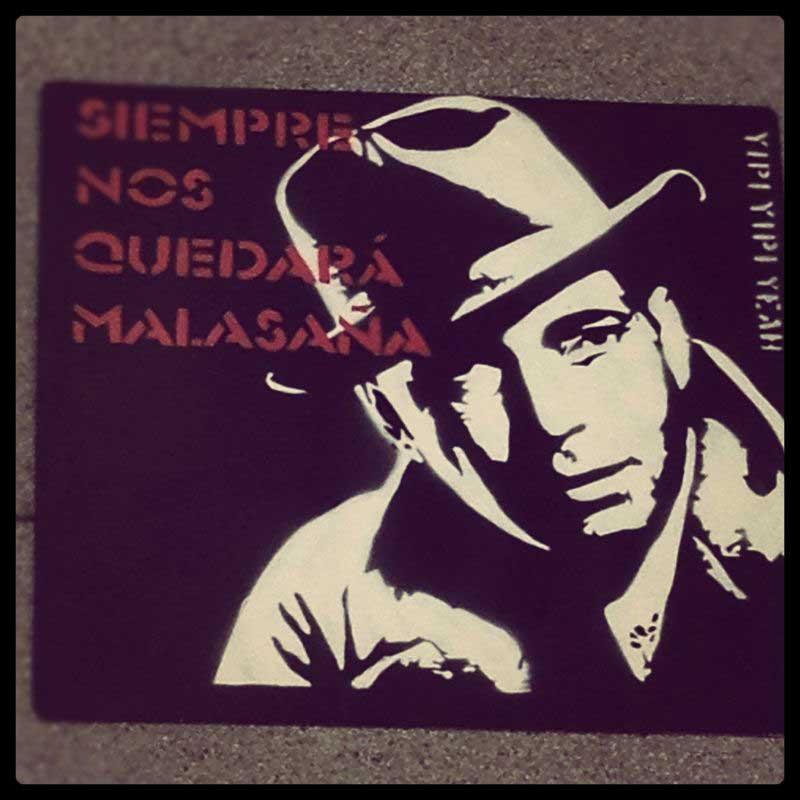 SIEMPRE
NOS
QUEDARÁ
MALASAÑA
YIPI YIPI YEAH